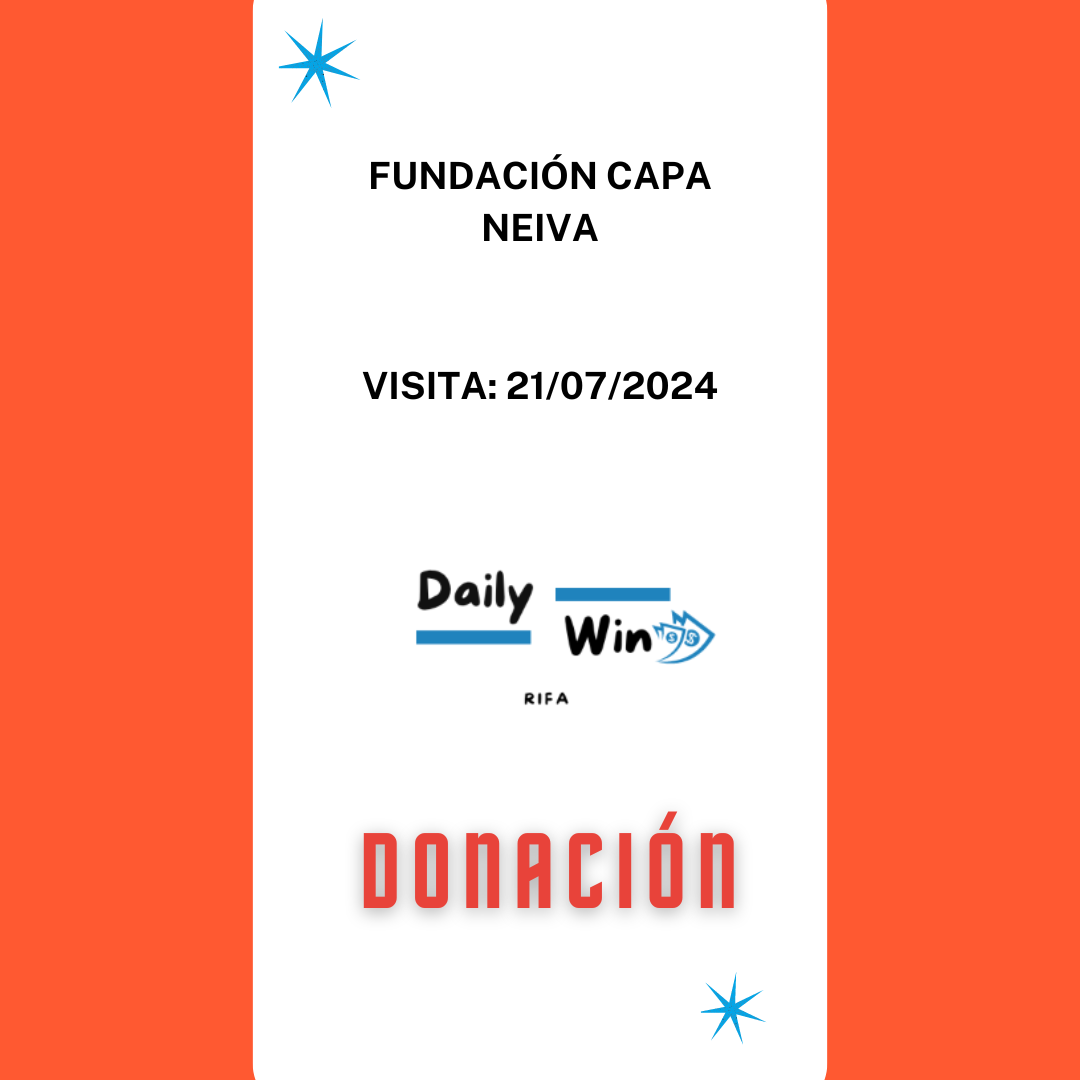 FUNDACIÓN CAPA
NEIVA
VISITA: 21/07/2024
Daily
Win
RIFA
DONACIÓN